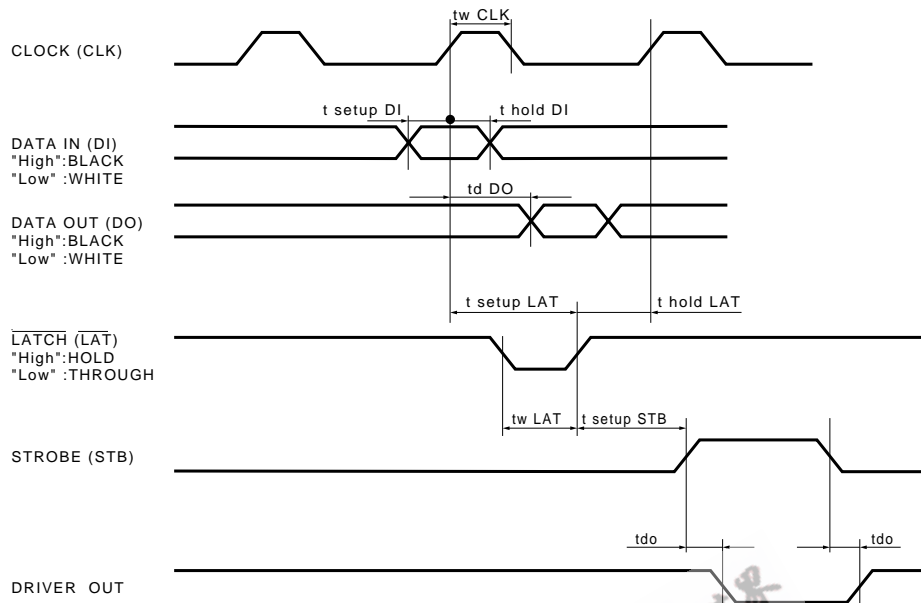 tw CLK
CLOCK (CLK)
t setup DI
t hold DI
DATA IN (DI)
"High":BLACK
"Low" :WHITE
td DO
DATA OUT (DO)
"High":BLACK
"Low" :WHITE
t setup LAT
t hold LAT
LATCH (LAT)
"High":HOLD
"Low" :THROUGH
tw LAT
t setup STB
STROBE (STB)
tdo
tdo
DRIVER OUT